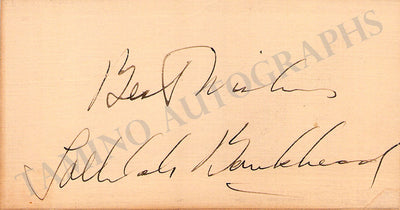 Best Wishes
Tallulah Bankhead
TAMINO AUTOGRAPHS